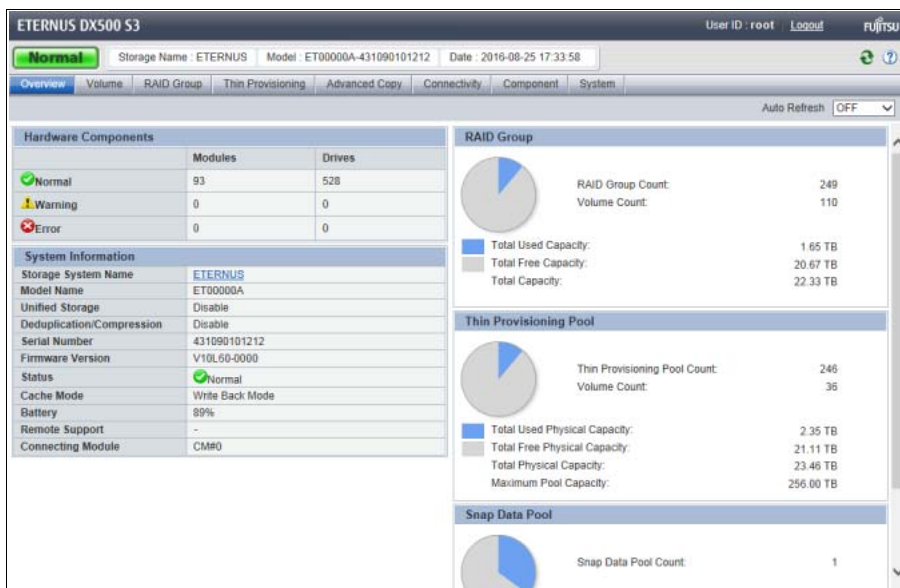 ETERNUS DX500 S3
User ID : root Logout FUJITSU
Normal Storage Name : ETERNUS Model : ET00000A-431090101212 Date : 2016-08-25 17:33:58
Overview Volume RAID Group Thin Provisioning Advanced Copy Connectivity Component System
Auto Refresh OFF
Hardware Components
Modules Drives
Normal 93 528
Warning 0 0
Error 0 0
System Information
Storage System Name ETERNUS
Model Name ET00000A
Unified Storage Disable
Deduplication/Compression Disable
Serial Number 431090101212
Firmware Version V10L60-0000
Status Normal
Cache Mode Write Back Mode
Battery 89%
Remote Support -
Connecting Module CM#0
RAID Group
RAID Group Count: 249
Volume Count: 110
Total Used Capacity: 1.65 TB
Total Free Capacity: 20.67 TB
Total Capacity: 22.33 TB
Thin Provisioning Pool
Thin Provisioning Pool Count: 246
Volume Count: 36
Total Used Physical Capacity: 2.35 TB
Total Free Physical Capacity: 21.11 TB
Total Physical Capacity: 23.46 TB
Maximum Pool Capacity: 256.00 TB
Snap Data Pool
Snap Data Pool Count: 1